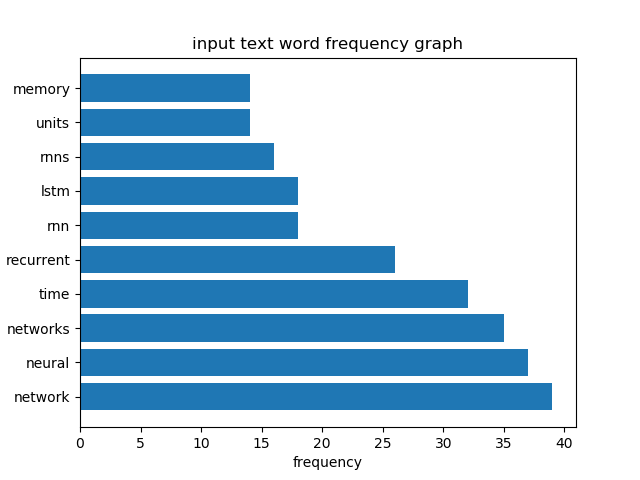 input text word frequency graph
memory
units
rnns
lstm
rnn
recurrent
time
networks
neural
network
0 5 10 15 20 25 30 35 40
frequency